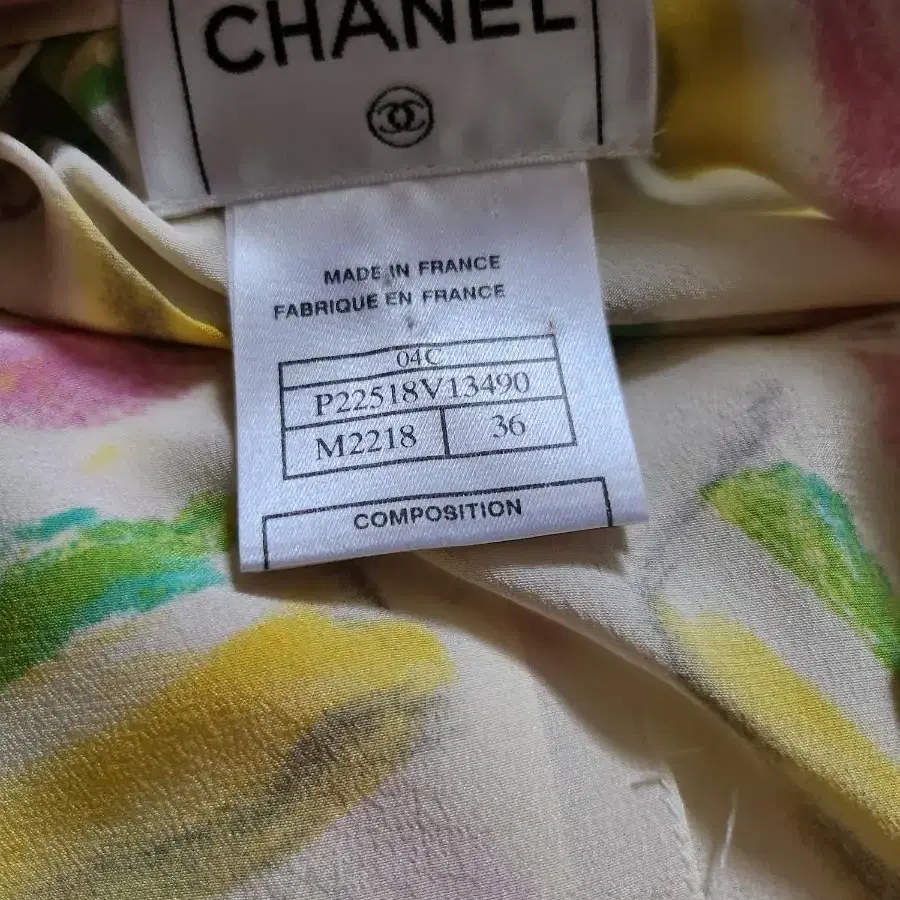 CHANEL
MADE IN FRANCE
FABRIQUE EN FRANCE
04C
P22518V13490
M2218 36
COMPOSITION